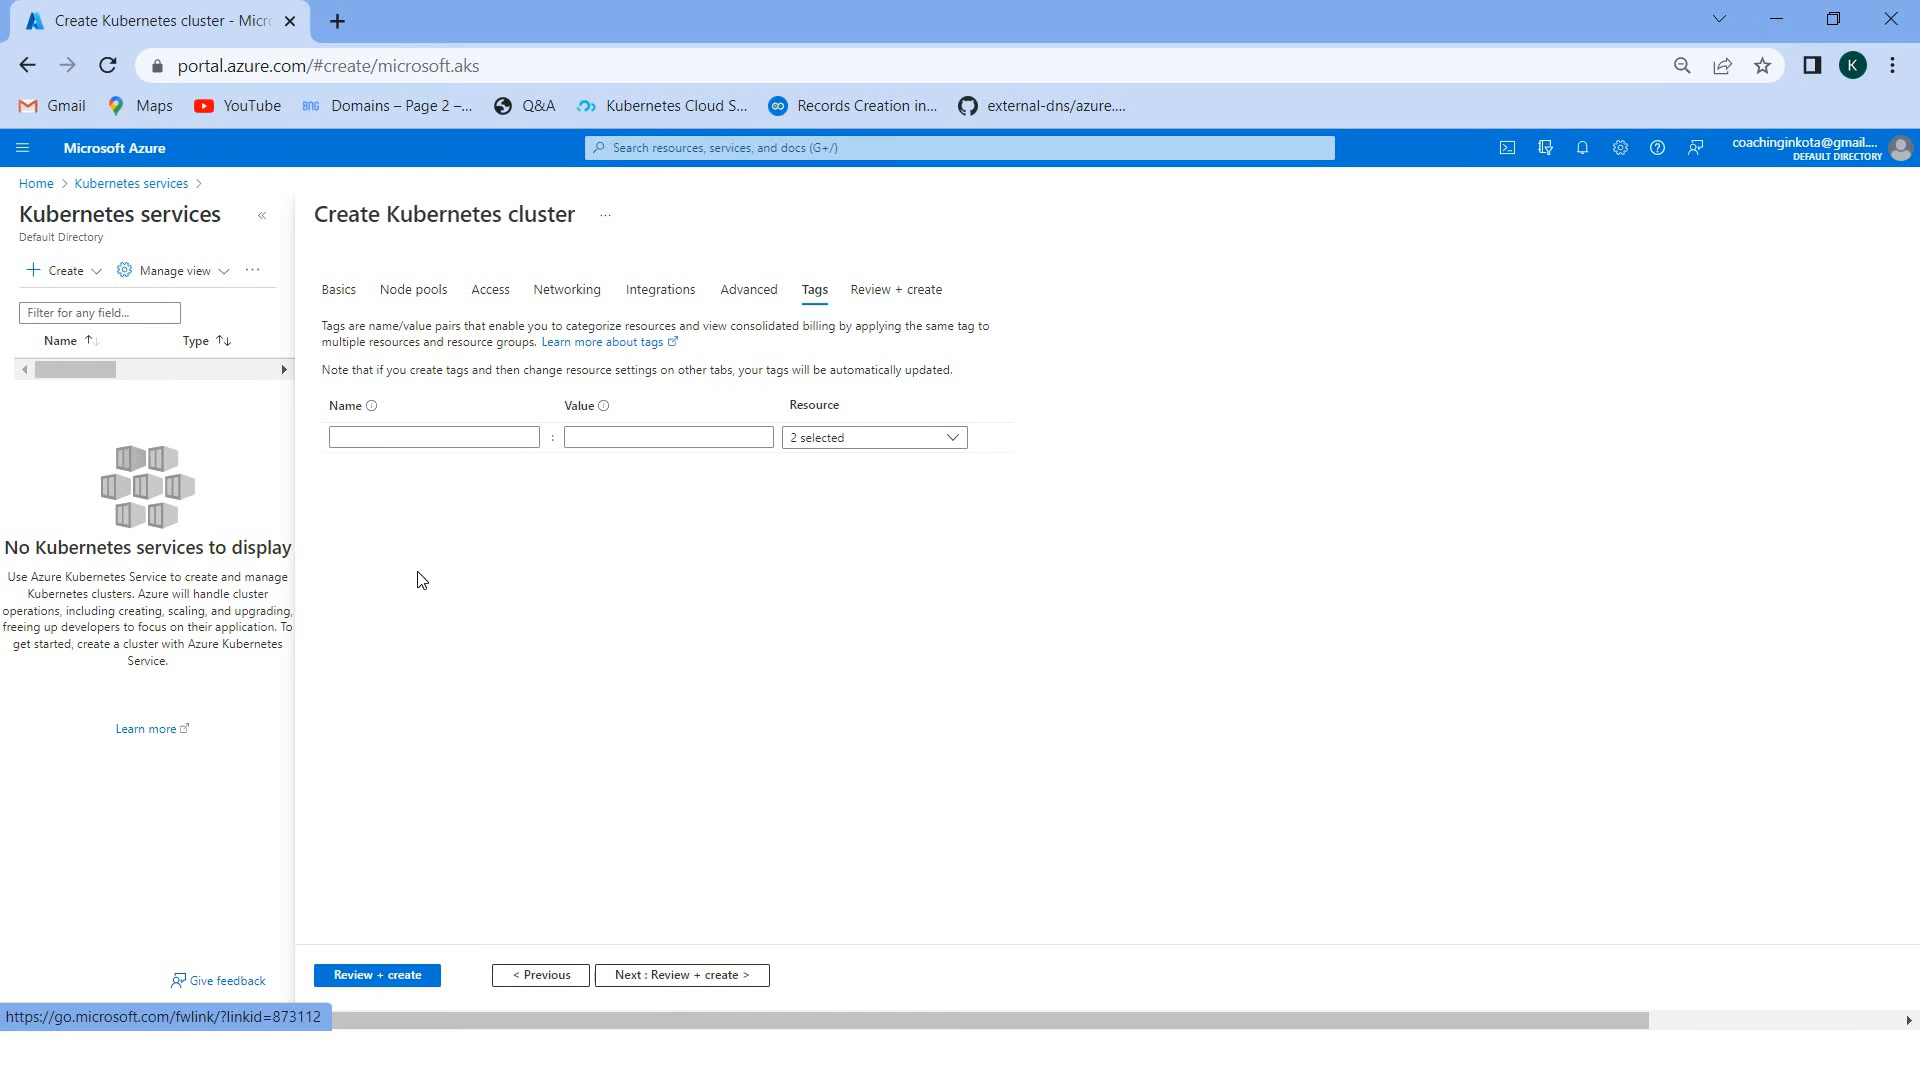 Create Kubernetes cluster - Micr
portal.azure.com/#create/microsoft.aks
K
Gmail
Maps
YouTube
BNG Domains – Page 2 –...
Q&A
Kubernetes Cloud S...
Records Creation in...
external-dns/azure....
Microsoft Azure
Search resources, services, and docs (G+/)
coachinginkota@gmail....
DEFAULT DIRECTORY
Home > Kubernetes services >
Kubernetes services
Default Directory
Create
Manage view
Filter for any field...
Name
Type
No Kubernetes services to display
Use Azure Kubernetes Service to create and manage
Kubernetes clusters. Azure will handle cluster
operations, including creating, scaling, and upgrading,
freeing up developers to focus on their application. To
get started, create a cluster with Azure Kubernetes
Service.
Learn more
Give feedback
https://go.microsoft.com/fwlink/?linkid=873112
Create Kubernetes cluster ...
Basics
Node pools
Access
Networking
Integrations
Advanced
Tags
Review + create
Tags are name/value pairs that enable you to categorize resources and view consolidated billing by applying the same tag to
multiple resources and resource groups. Learn more about tags
Note that if you create tags and then change resource settings on other tabs, your tags will be automatically updated.
Name
Value
Resource
:
2 selected
Review + create
< Previous
Next : Review + create >